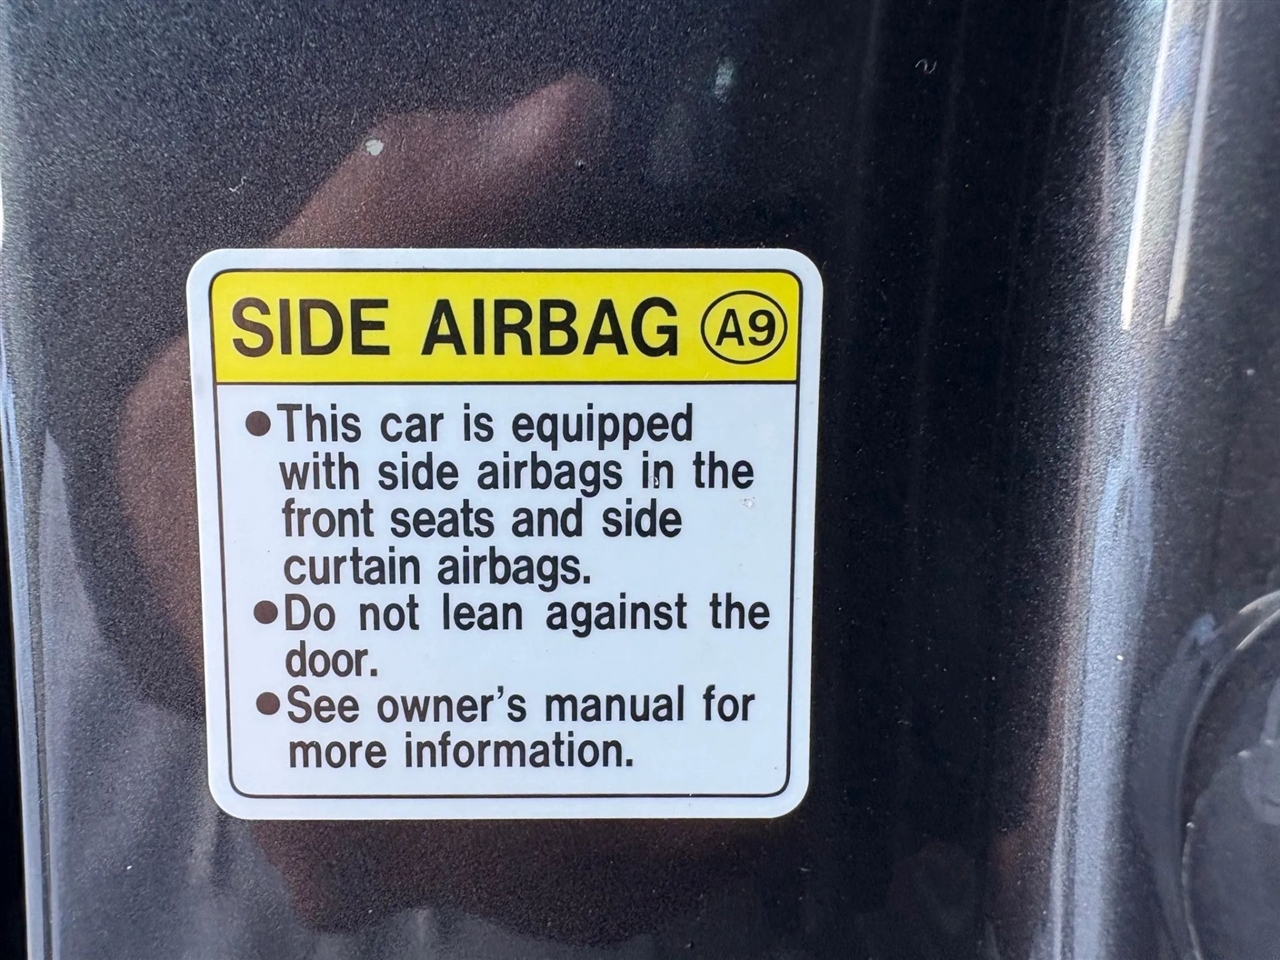 SIDE AIRBAG A9
●This car is equipped
with side airbags in the
front seats and side
curtain airbags.
●Do not lean against the
door.
●See owner's manual for
more information.